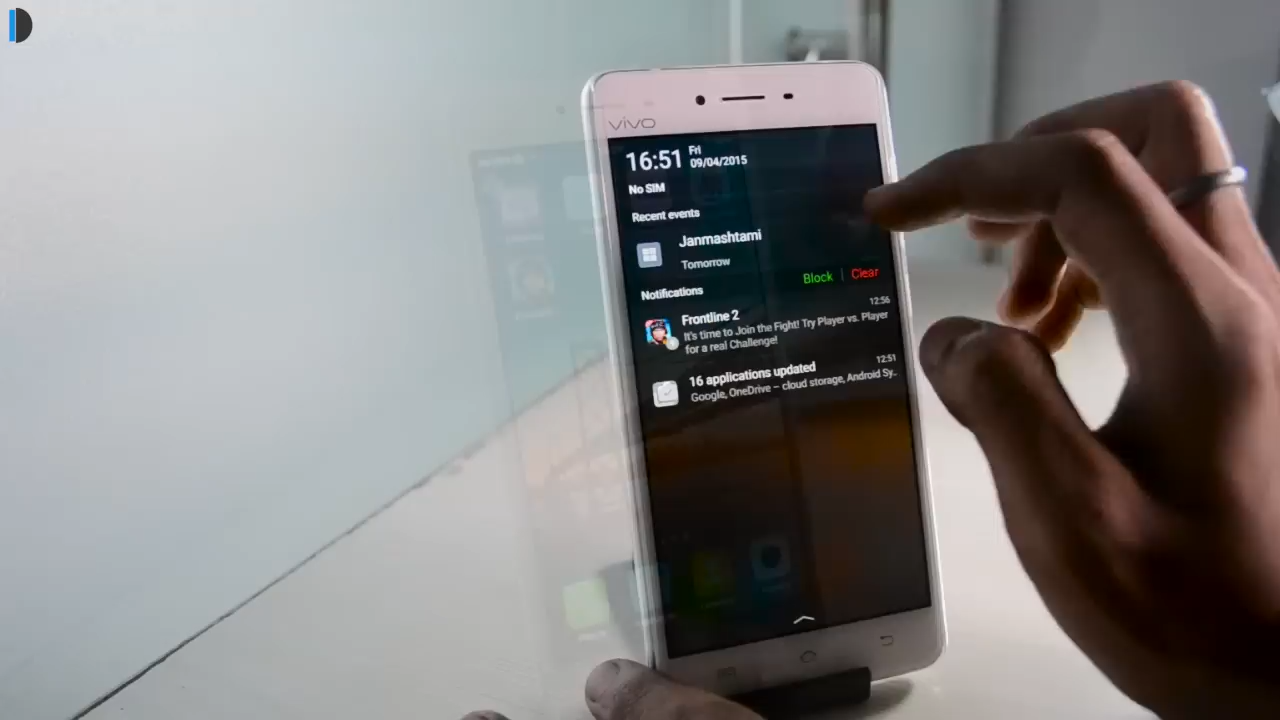 vivo
16:51 Fri
09/04/2015
No SIM
Recent events
Janmashtami
Tomorrow
Block | Clear
Notifications
12:56
Frontline 2
It's time to Join the Fight! Try Player vs. Player
for a real Challenge!
12:51
16 applications updated
Google, OneDrive – cloud storage, Android Sy..